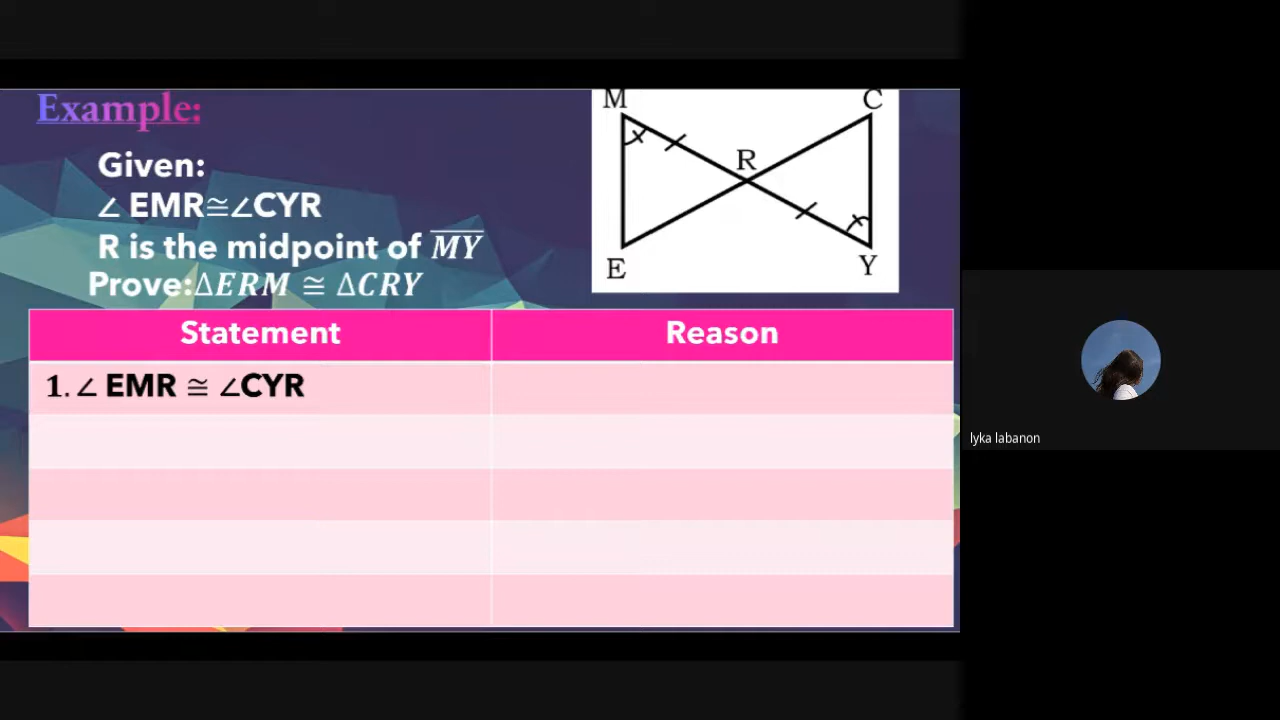 Example:
M
C
Given:
R
∠ EMR≅∠CYR
R is the midpoint of \overline{MY}
E
Y
Prove:ΔERM ≅ ΔCRY
Statement
Reason
1. ∠ EMR ≅ ∠CYR
lyka labanon